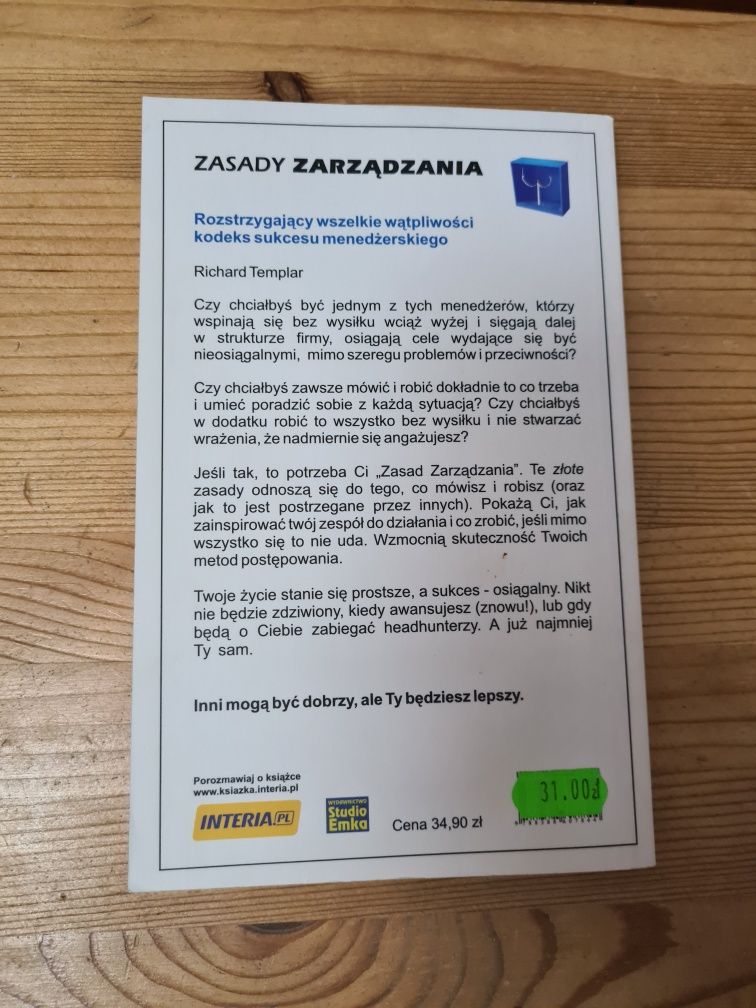 ZASADY ZARZĄDZANIA
Rozstrzygający wszelkie wątpliwości
kodeks sukcesu menedżerskiego
Richard Templar
Czy chciałbyś być jednym z tych menedżerów, którzy
wspinają się bez wysiłku wciąż wyżej i sięgają dalej
w strukturze firmy, osiągają cele wydające się być
nieosiągalnymi, mimo szeregu problemów i przeciwności?
Czy chciałbyś zawsze mówić i robić dokładnie to co trzeba
i umieć poradzić sobie z każdą sytuacją? Czy chciałbyś
w dodatku robić to wszystko bez wysiłku i nie stwarzać
wrażenia, że nadmiernie się angażujesz?
Jeśli tak, to potrzeba Ci „Zasad Zarządzania”. Te złote
zasady odnoszą się do tego, co mówisz i robisz (oraz
jak to jest postrzegane przez innych). Pokażą Ci, jak
zainspirować twój zespół do działania i co zrobić, jeśli mimo
wszystko się to nie uda. Wzmocnią skuteczność Twoich
metod postępowania.
Twoje życie stanie się prostsze, a sukces - osiągalny. Nikt
nie będzie zdziwiony, kiedy awansujesz (znowu!), lub gdy
będą o Ciebie zabiegać headhunterzy. A już najmniej
Ty sam.
Inni mogą być dobrzy, ale Ty będziesz lepszy.
Porozmawiaj o książce
www.ksiazka.interia.pl
INTERIA.PL
WYDAWNICTWO
Studio
Emka
Cena 34,90 zł
31.00zł